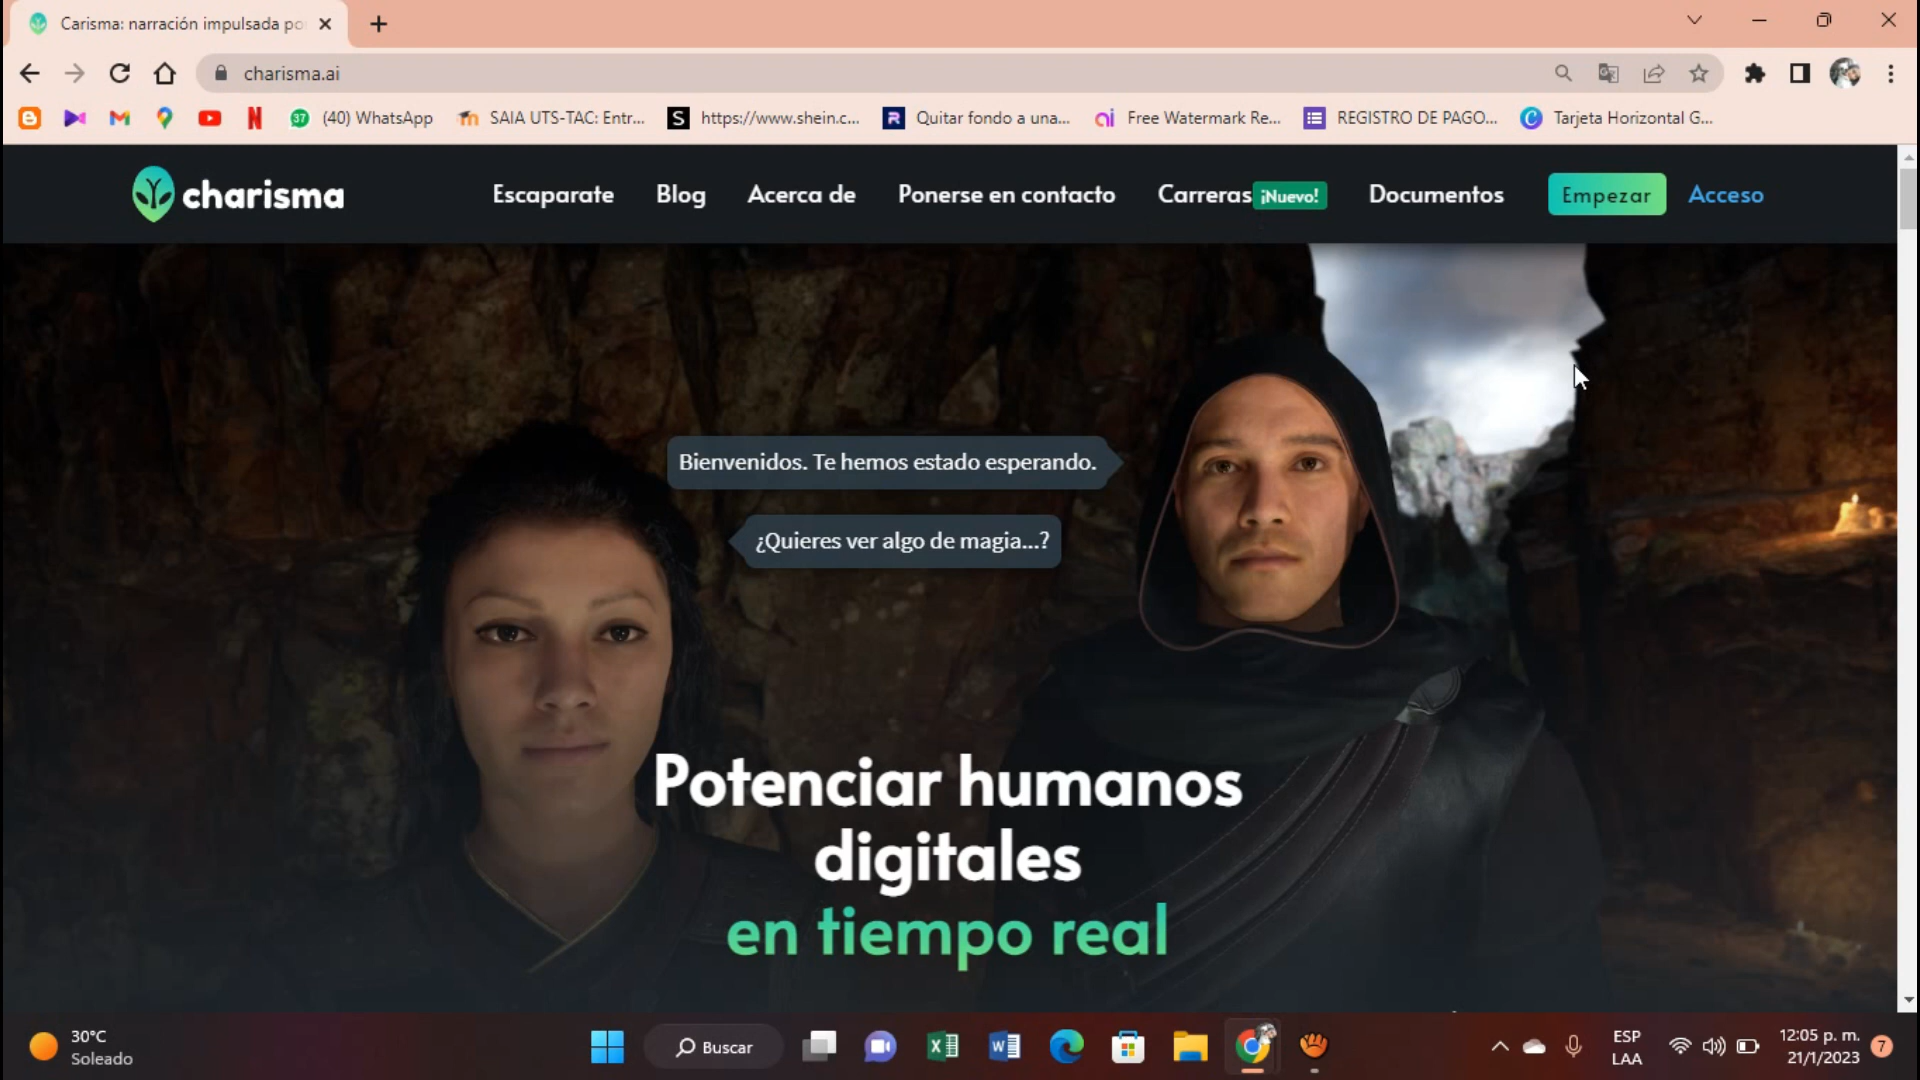 Carisma: narración impulsada po
charisma.ai
37 (40) WhatsApp
SAIA UTS-TAC: Entr...
https://www.shein.c...
Quitar fondo a una...
Free Watermark Re...
REGISTRO DE PAGO...
Tarjeta Horizontal G...
charisma
Escaparate
Blog
Acerca de
Ponerse en contacto
Carreras ¡Nuevo!
Documentos
Empezar
Acceso
Bienvenidos. Te hemos estado esperando.
¿Quieres ver algo de magia...?
Potenciar humanos
digitales
en tiempo real
30°C
Soleado
Buscar
ESP
LAA
12:05 p. m.
21/1/2023
7